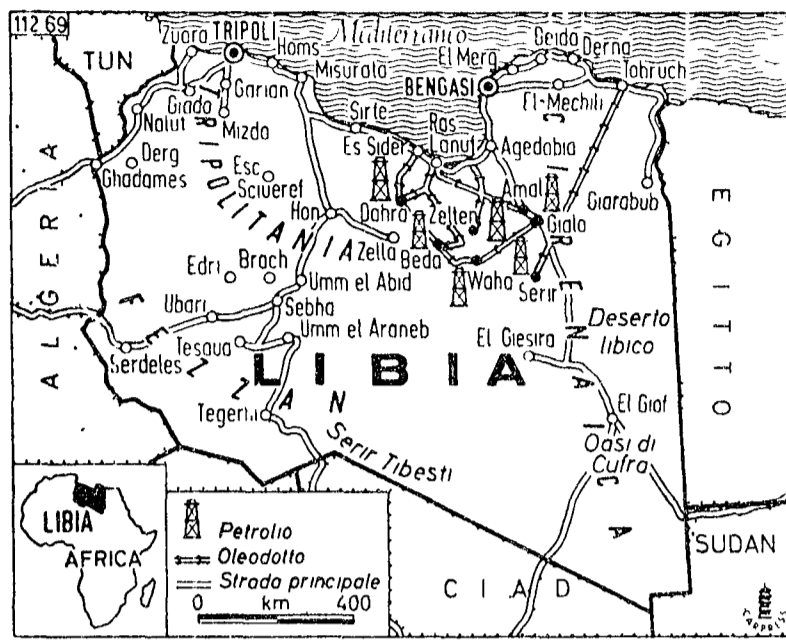 112 69
Mediterraneo
TUN
Zuara
TRIPOLI
Homs
Misurata
Giado
Garian
Nalut
Mizda
Derg
Ghadames
Esc
Sciueref
TRIPOLITANIA
Sirte
Es Sider
Ras
Lanuf
BENGASI
El Merg
Beida
Derna
Tobruch
El-Mechili
Agedabia
Giarabub
CIRENAICA
Amal
Gialo
Dahra
Zelten
Hon
Zella
Beda
Waha
Serir
Edri
Brach
Umm el Abid
Ubari
Sebha
Umm el Araneb
Serdeles
Tesaua
FEZZAN
LIBIA
El Giesira
Deserto
libico
Tegerhi
El Giof
Oasi di
Cufra
Serir Tibesti
ALGERIA
EGITTO
SUDAN
CIAD
LIBIA
AFRICA
Petrolio
Oleodotto
Strada principale
0 km 400